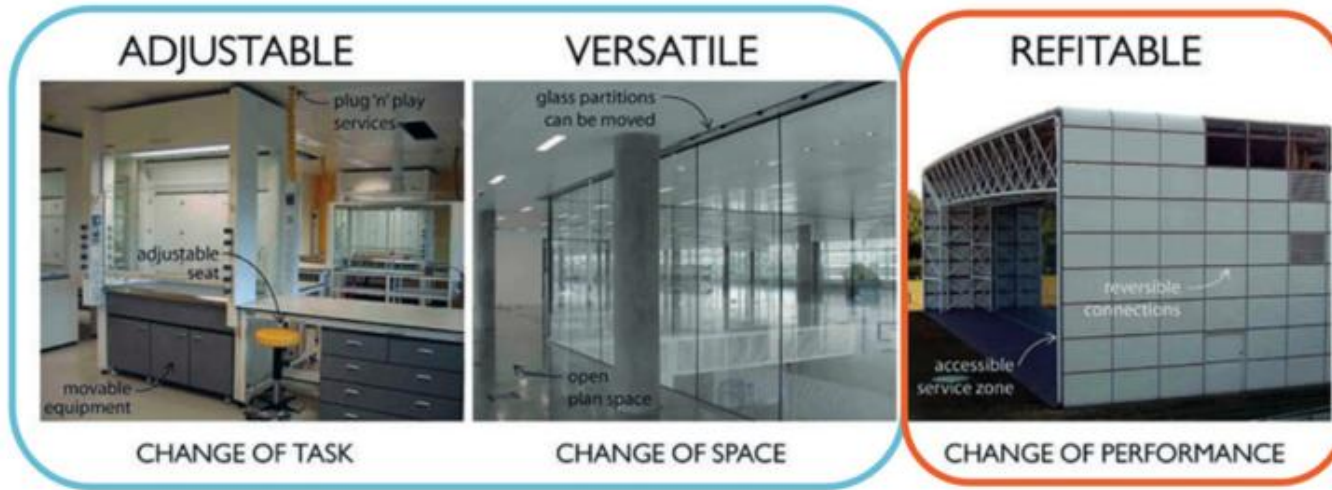 ADJUSTABLE
plug 'n' play
services
adjustable
seat
movable
equipment
CHANGE OF TASK
VERSATILE
glass partitions
can be moved
open
plan space
CHANGE OF SPACE
REFITABLE
reversible
connections
accessible
service zone
CHANGE OF PERFORMANCE